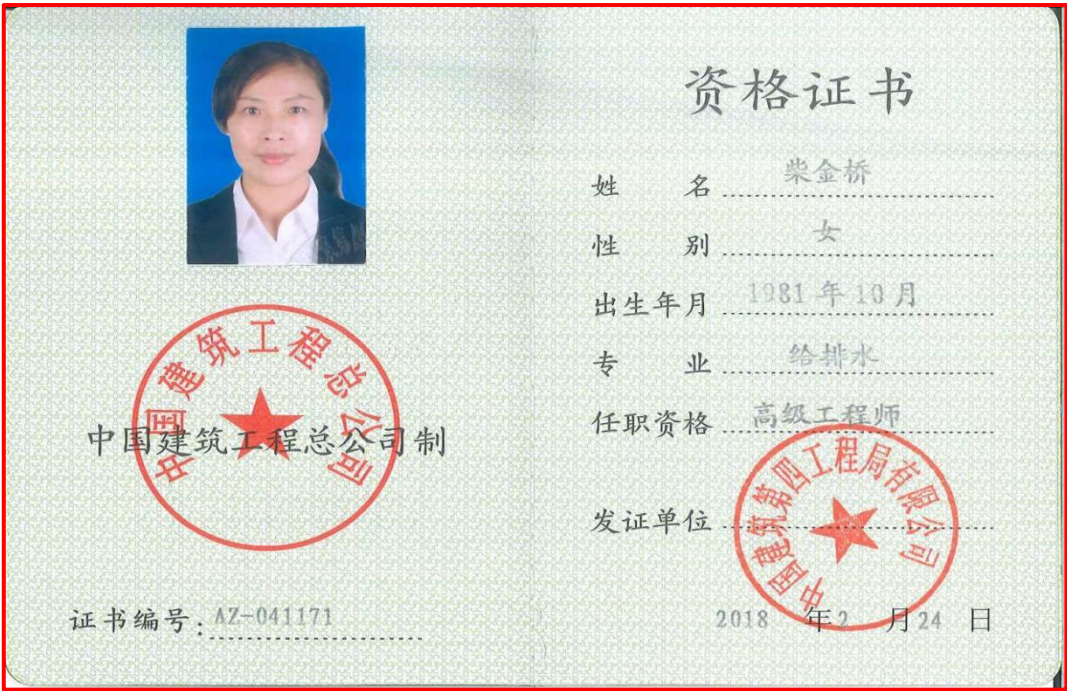 中国建筑工程总公司
中国建筑工程总公司制
证书编号: AZ-041171
资格证书
姓 名 柴金桥
性 别 女
出生年月 1981年10月
专 业 给排水
任职资格 高级工程师
发证单位
中国建筑第四工程局有限公司
2018 年2 月24 日